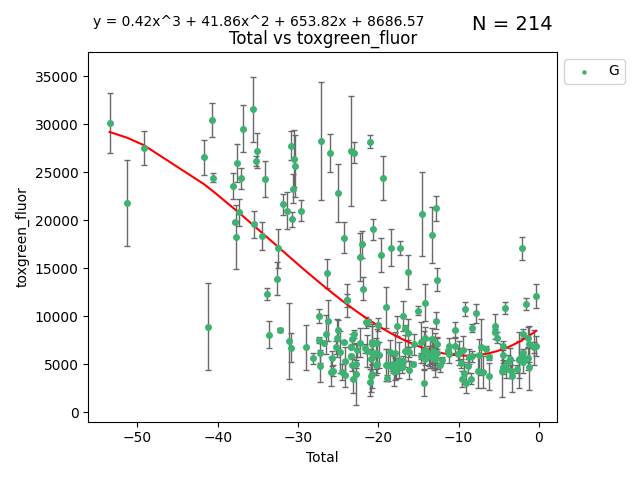 y = 0.42x^3 + 41.86x^2 + 653.82x + 8686.57
N = 214
Total vs toxgreen_fluor
G
toxgreen_fluor
35000
30000
25000
20000
15000
10000
5000
0
−50
−40
−30
−20
−10
0
Total